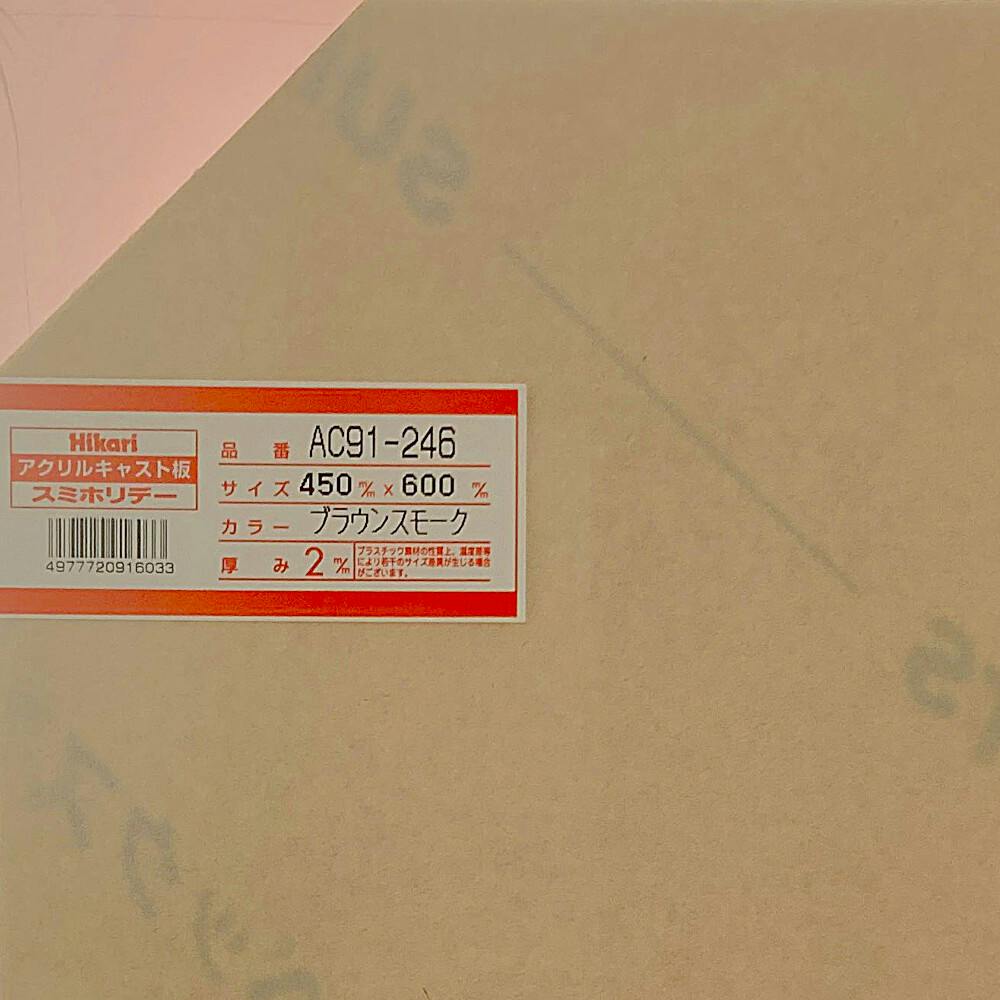 Hikari
アクリルキャスト板
スミホリデー
4977720916033
品番 AC91-246
サイズ 450 m/m × 600 m/m
カラー ブラウンスモーク
厚み 2 m/m
プラスチック素材の性質上、温度差等
により若干のサイズ差異が生じる場合
がございます。